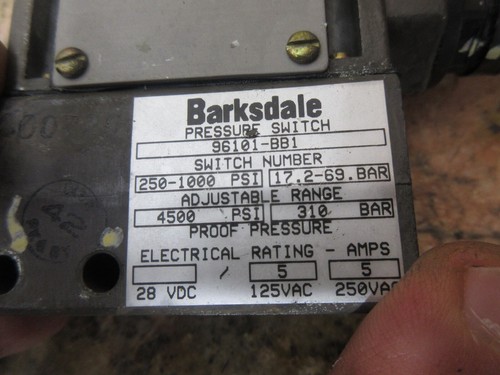 Barksdale
PRESSURE SWITCH
96101-BB1
SWITCH NUMBER
250-1000 PSI 17.2-69. BAR
ADJUSTABLE RANGE
4500 PSI 310 BAR
PROOF PRESSURE
ELECTRICAL RATING - AMPS
/ 5 5
28 VDC 125VAC 250VAC